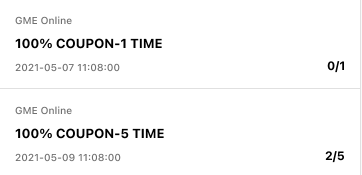 GME Online
100% COUPON-1 TIME
2021-05-07 11:08:00 0/1
GME Online
100% COUPON-5 TIME
2021-05-09 11:08:00 2/5